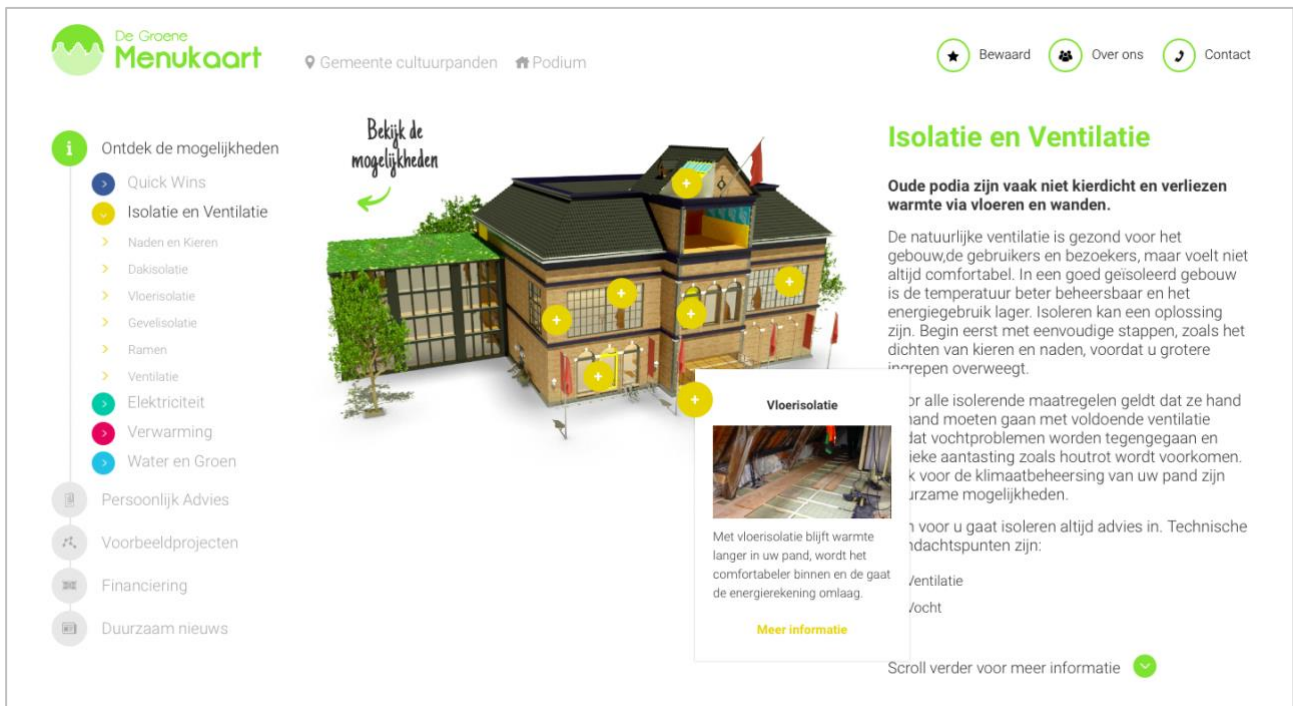 De Groene
Menukaart
Gemeente cultuurpanden
Podium
Bewaard
Over ons
Contact
Ontdek de mogelijkheden
Quick Wins
Isolatie en Ventilatie
Naden en Kieren
Dakisolatie
Vloerisolatie
Gevelisolatie
Ramen
Ventilatie
Elektriciteit
Verwarming
Water en Groen
Persoonlijk Advies
Voorbeeldprojecten
Financiering
Duurzaam nieuws
Bekijk de
mogelijkheden
Vloerisolatie
Met vloerisolatie blijft warmte
langer in uw pand, wordt het
comfortabeler binnen en de gaat
de energierekening omlaag.
Meer informatie
Isolatie en Ventilatie
Oude podia zijn vaak niet kierdicht en verliezen
warmte via vloeren en wanden.
De natuurlijke ventilatie is gezond voor het
gebouw,de gebruikers en bezoekers, maar voelt niet
altijd comfortabel. In een goed geïsoleerd gebouw
is de temperatuur beter beheersbaar en het
energiegebruik lager. Isoleren kan een oplossing
zijn. Begin eerst met eenvoudige stappen, zoals het
dichten van kieren en naden, voordat u grotere
ingrepen overweegt.
alle isolerende maatregelen geldt dat ze hand
hand moeten gaan met voldoende ventilatie
dat vochtproblemen worden tegengegaan en
aantasting zoals houtrot wordt voorkomen.
voor de klimaatbeheersing van uw pand zijn
mogelijkheden.
voor u gaat isoleren altijd advies in. Technische
zijn:
Ventilatie
Vocht
Scroll verder voor meer informatie